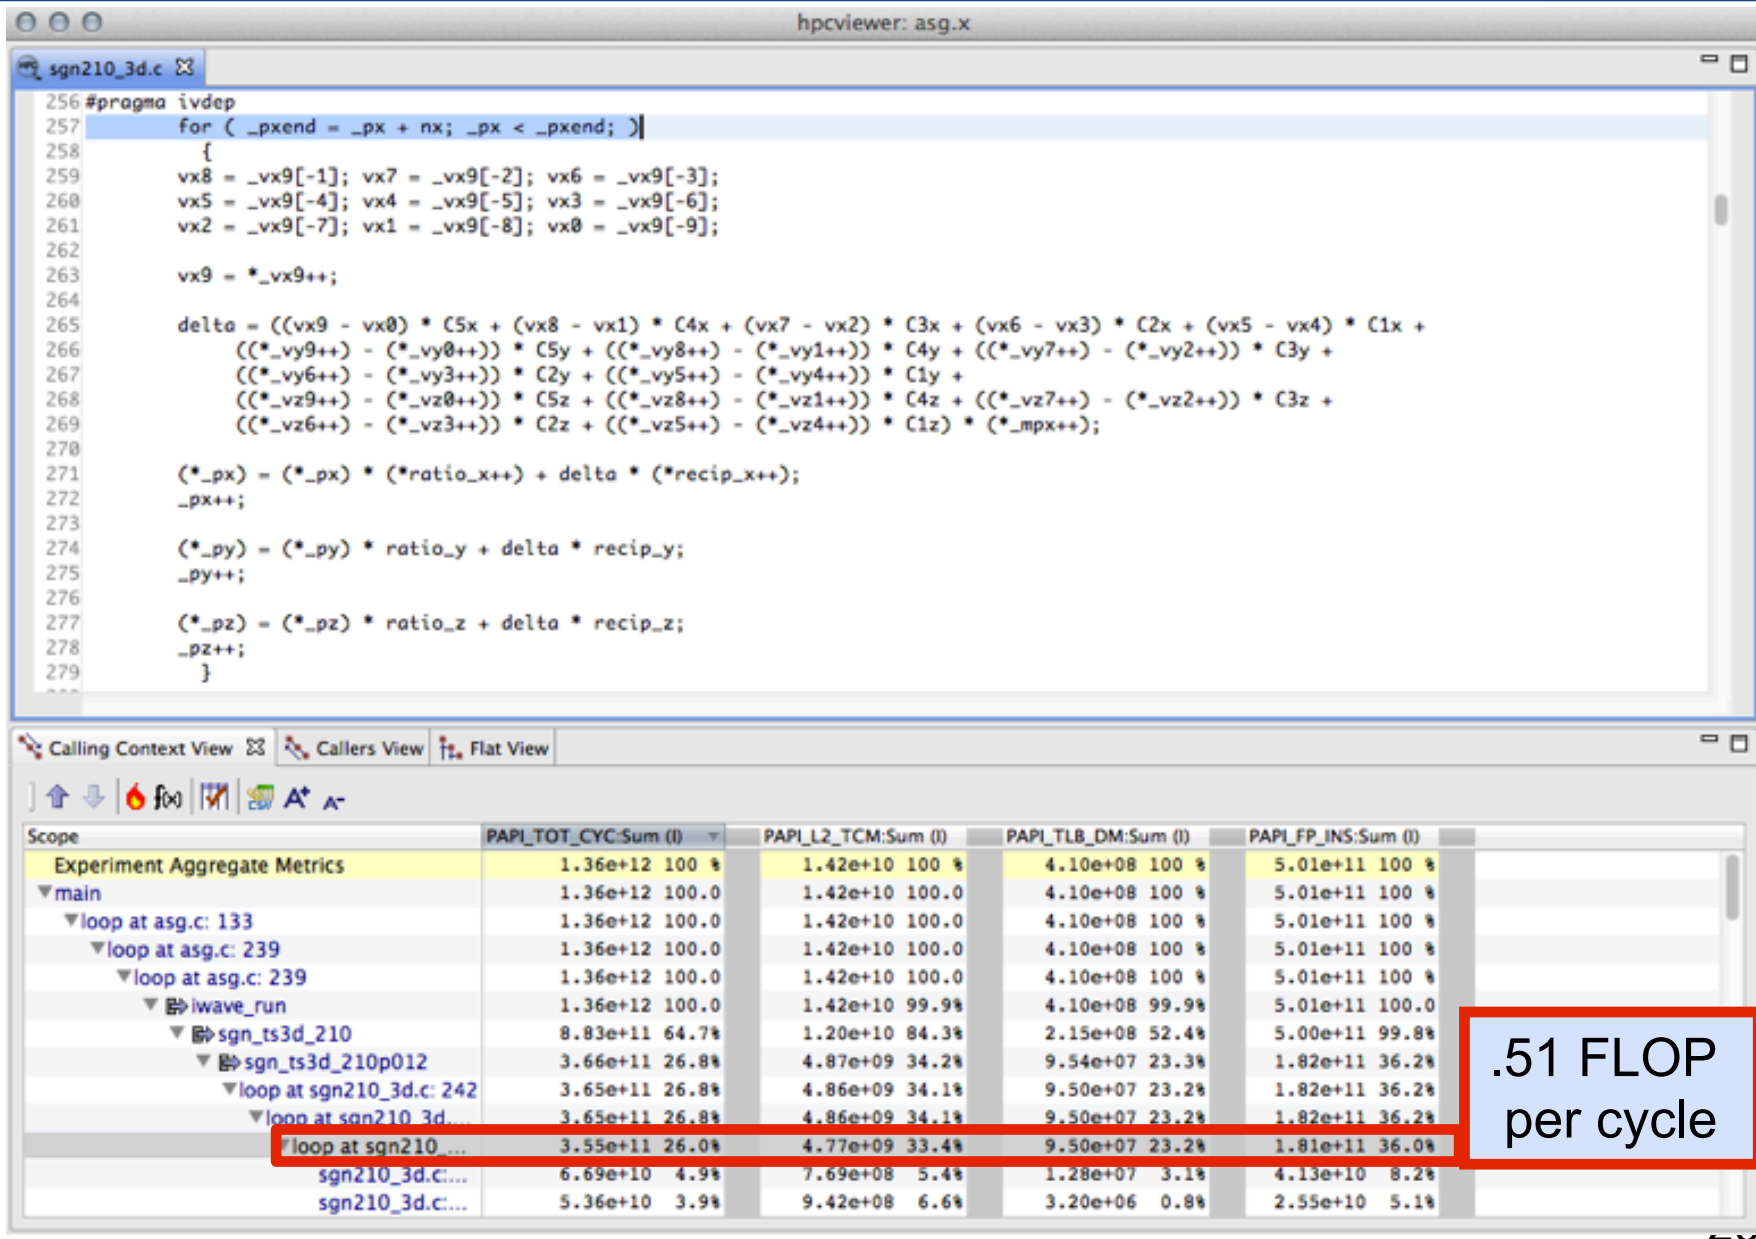 hpcviewer: asg.x
sgn210_3d.c
256 #pragma ivdep
257 for ( _pxend = _px + nx; _px < _pxend; )
258 {
259 vx8 = _vx9[-1]; vx7 = _vx9[-2]; vx6 = _vx9[-3];
260 vx5 = _vx9[-4]; vx4 = _vx9[-5]; vx3 = _vx9[-6];
261 vx2 = _vx9[-7]; vx1 = _vx9[-8]; vx0 = _vx9[-9];
262
263 vx9 = *_vx9++;
264
265 delta = ((vx9 - vx0) * C5x + (vx8 - vx1) * C4x + (vx7 - vx2) * C3x + (vx6 - vx3) * C2x + (vx5 - vx4) * C1x +
266 ((*_vy9++) - (*_vy0++)) * C5y + ((*_vy8++) - (*_vy1++)) * C4y + ((*_vy7++) - (*_vy2++)) * C3y +
267 ((*_vy6++) - (*_vy3++)) * C2y + ((*_vy5++) - (*_vy4++)) * C1y +
268 ((*_vz9++) - (*_vz0++)) * C5z + ((*_vz8++) - (*_vz1++)) * C4z + ((*_vz7++) - (*_vz2++)) * C3z +
269 ((*_vz6++) - (*_vz3++)) * C2z + ((*_vz5++) - (*_vz4++)) * C1z) * (*_mpx++);
270
271 (*_px) = (*_px) * (*ratio_x++) + delta * (*recip_x++);
272 _px++;
273
274 (*_py) = (*_py) * ratio_y + delta * recip_y;
275 _py++;
276
277 (*_pz) = (*_pz) * ratio_z + delta * recip_z;
278 _pz++;
279 }
Calling Context View Callers View Flat View
f(x) A+ A-
Scope PAPI_TOT_CYC:Sum (I) PAPI_L2_TCM:Sum (I) PAPI_TLB_DM:Sum (I) PAPI_FP_INS:Sum (I)
Experiment Aggregate Metrics 1.36e+12 100 % 1.42e+10 100 % 4.10e+08 100 % 5.01e+11 100 %
main 1.36e+12 100.0 1.42e+10 100.0 4.10e+08 100 % 5.01e+11 100 %
loop at asg.c: 133 1.36e+12 100.0 1.42e+10 100.0 4.10e+08 100 % 5.01e+11 100 %
loop at asg.c: 239 1.36e+12 100.0 1.42e+10 100.0 4.10e+08 100 % 5.01e+11 100 %
loop at asg.c: 239 1.36e+12 100.0 1.42e+10 100.0 4.10e+08 100 % 5.01e+11 100 %
iwave_run 1.36e+12 100.0 1.42e+10 99.9% 4.10e+08 99.9% 5.01e+11 100.0
sgn_ts3d_210 8.83e+11 64.7% 1.20e+10 84.3% 2.15e+08 52.4% 5.00e+11 99.8%
sgn_ts3d_210p012 3.66e+11 26.8% 4.87e+09 34.2% 9.54e+07 23.3% 1.82e+11 36.2%
loop at sgn210_3d.c: 242 3.65e+11 26.8% 4.86e+09 34.1% 9.50e+07 23.2% 1.82e+11 36.2%
loop at sgn210_3d.... 3.65e+11 26.8% 4.86e+09 34.1% 9.50e+07 23.2% 1.82e+11 36.2%
loop at sgn210_... 3.55e+11 26.0% 4.77e+09 33.4% 9.50e+07 23.2% 1.81e+11 36.0%
sgn210_3d.c:... 6.69e+10 4.9% 7.69e+08 5.4% 1.28e+07 3.1% 4.13e+10 8.2%
sgn210_3d.c:... 5.36e+10 3.9% 9.42e+08 6.6% 3.20e+06 0.8% 2.55e+10 5.1%
.51 FLOP
per cycle